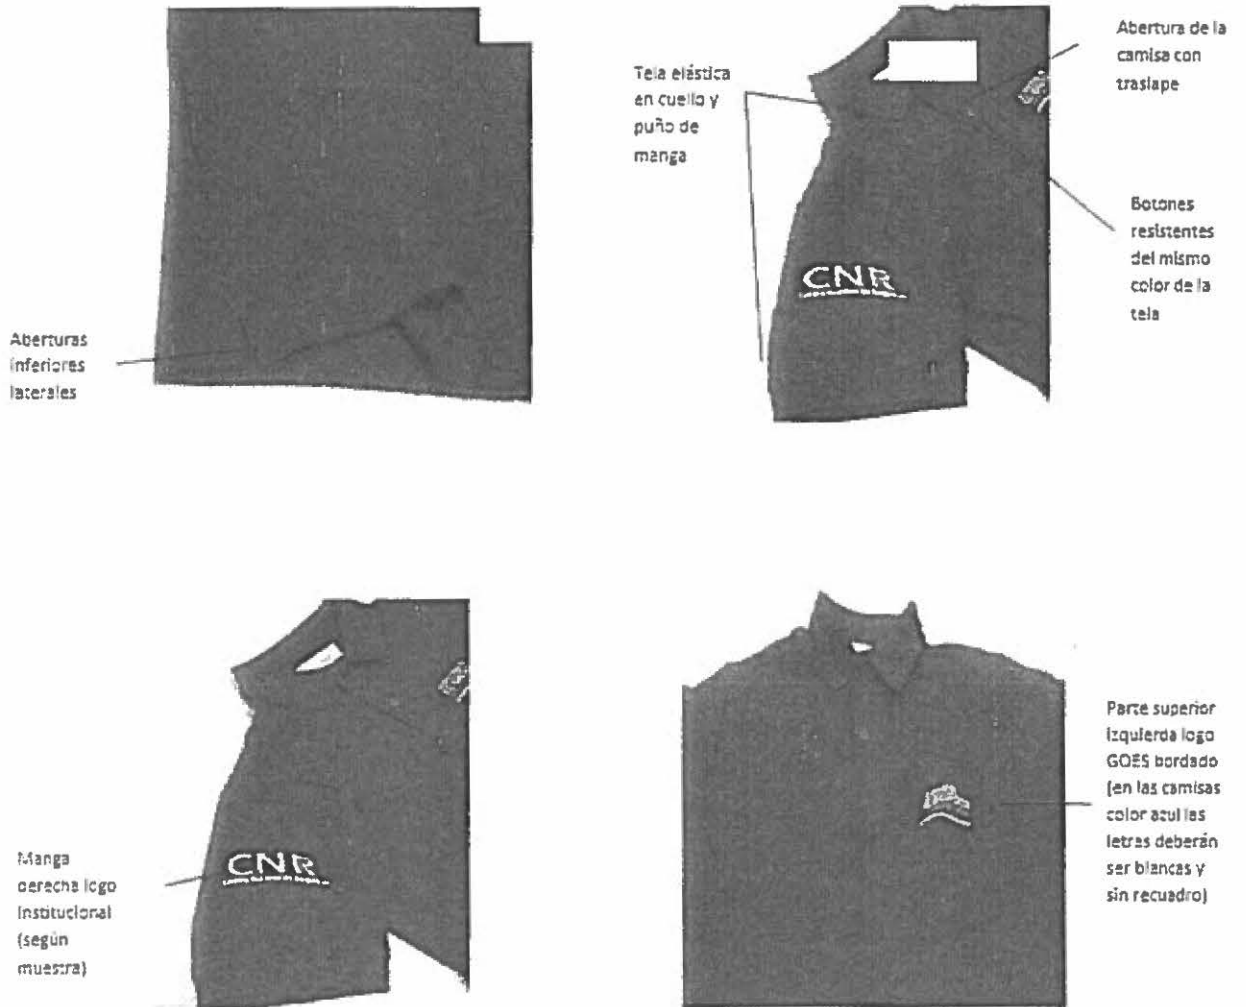 Abertura de la
camisa con
traslape
Tela elástica
en cuello y
puño de
manga
Botones
resistentes
del mismo
color de la
tela
CNR
Aberturas
inferiores
laterales
Parte superior
izquierda logo
GOES bordado
(en las camisas
color azul las
letras deberán
ser blancas y
sin recuadro)
CNR
Manga
derecha logo
institucional
(según
muestra)